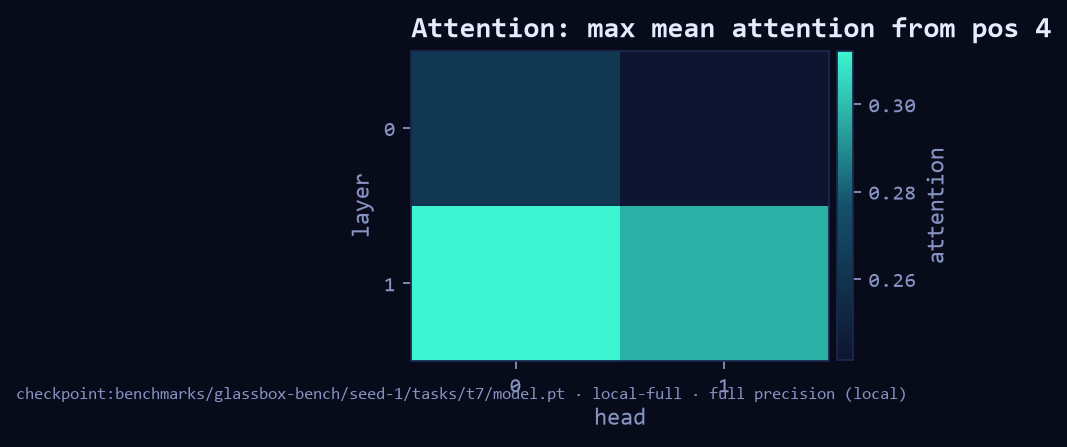 Attention: max mean attention from pos 4
0
1
layer
0.30
0.28
0.26
attention
0 1
checkpoint:benchmarks/glassbox-bench/seed-1/tasks/t7/model.pt · local-full · full precision (local)
head